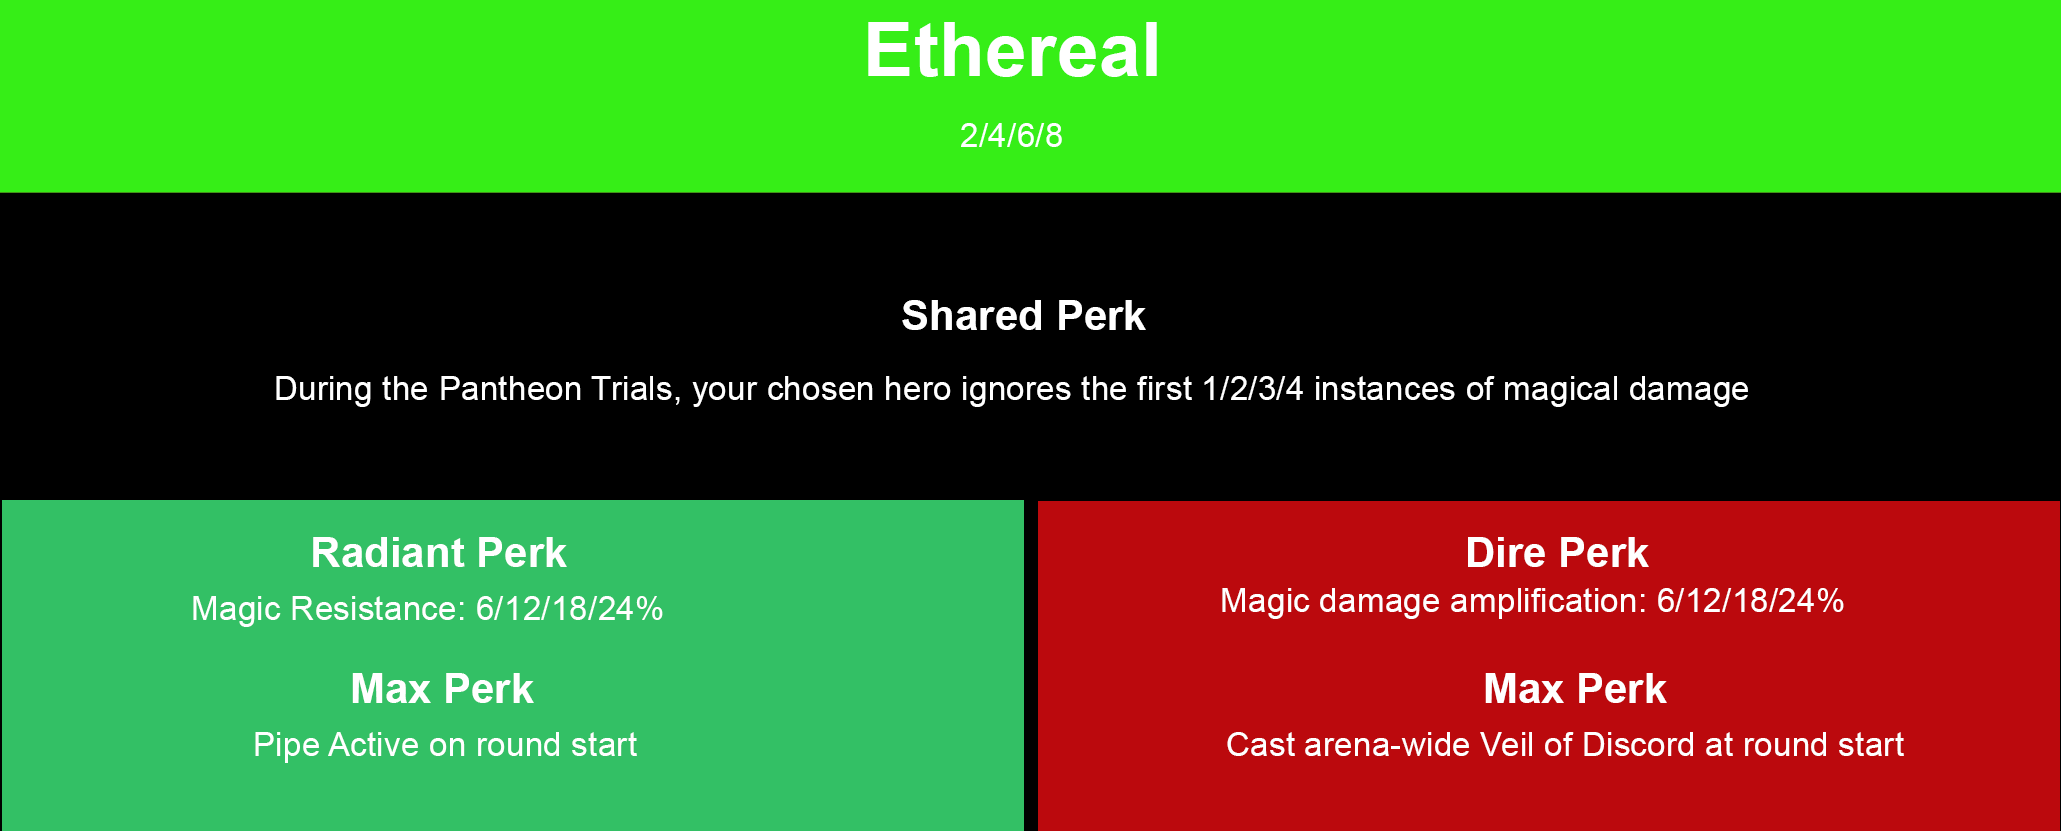 Ethereal
2/4/6/8
Shared Perk
During the Pantheon Trials, your chosen hero ignores the first 1/2/3/4 instances of magical damage
Radiant Perk
Magic Resistance: 6/12/18/24%
Max Perk
Pipe Active on round start
Dire Perk
Magic damage amplification: 6/12/18/24%
Max Perk
Cast arena-wide Veil of Discord at round start